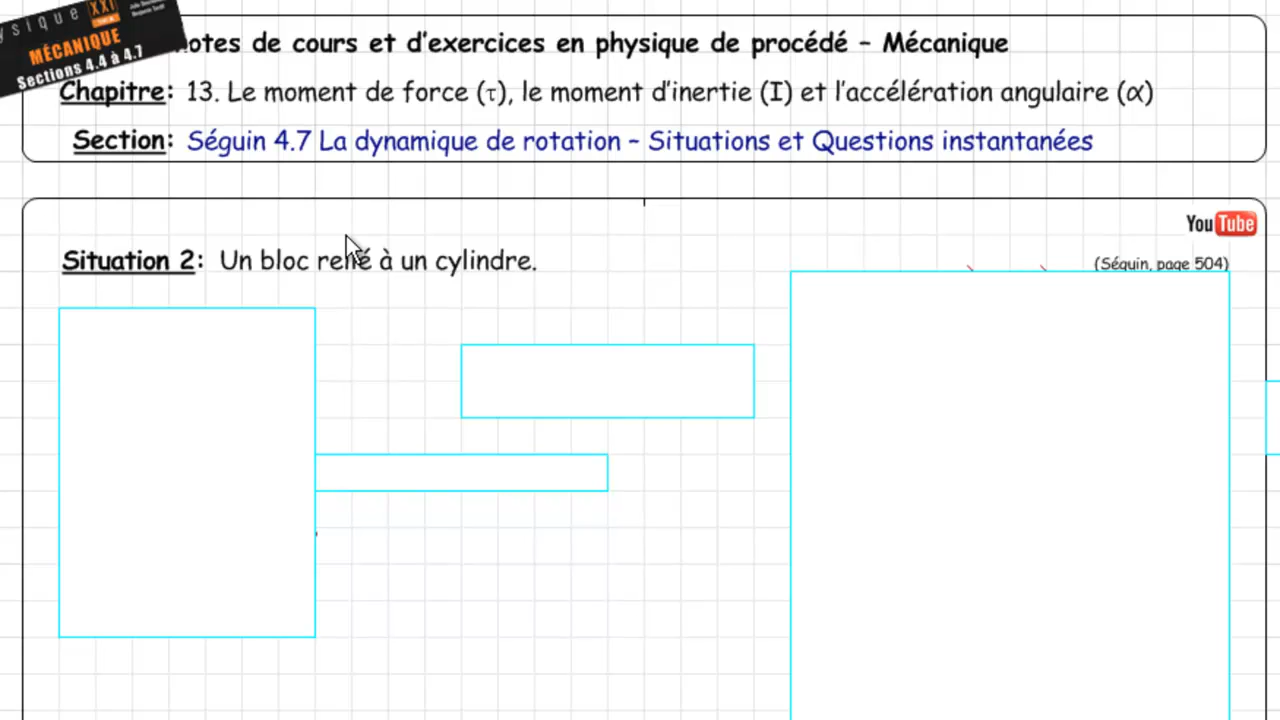 ysique XXI
MÉCANIQUE
Sections 4.4 à 4.7
notes de cours et d'exercices en physique de procédé – Mécanique
Chapitre: 13. Le moment de force (τ), le moment d'inertie (I) et l'accélération angulaire (α)
Section: Séguin 4.7 La dynamique de rotation – Situations et Questions instantanées
YouTube
Situation 2: Un bloc relié à un cylindre.
(Séguin, page 504)